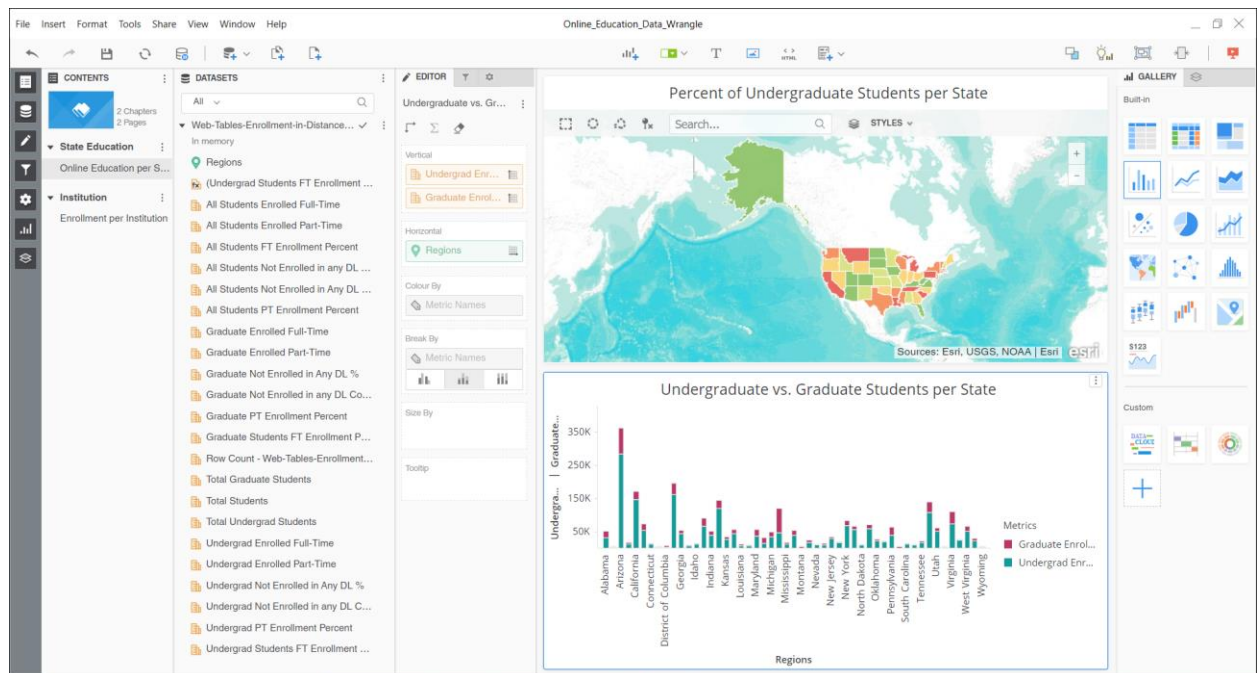 File Insert Format Tools Share View Window Help
Online_Education_Data_Wrangle
T
HTML
CONTENTS
2 Chapters
2 Pages
State Education
Online Education per S...
Institution
Enrollment per Institution
DATASETS
All
Web-Tables-Enrollment-in-Distance...
In memory
Regions
(Undergrad Students FT Enrollment ...
All Students Enrolled Full-Time
All Students Enrolled Part-Time
All Students FT Enrollment Percent
All Students Not Enrolled in any DL ...
All Students Not Enrolled in Any DL ...
All Students PT Enrollment Percent
Graduate Enrolled Full-Time
Graduate Enrolled Part-Time
Graduate Not Enrolled in Any DL %
Graduate Not Enrolled in any DL Co...
Graduate PT Enrollment Percent
Graduate Students FT Enrollment P...
Row Count - Web-Tables-Enrollment...
Total Graduate Students
Total Students
Total Undergrad Students
Undergrad Enrolled Full-Time
Undergrad Enrolled Part-Time
Undergrad Not Enrolled in Any DL %
Undergrad Not Enrolled in any DL C...
Undergrad PT Enrollment Percent
Undergrad Students FT Enrollment ...
EDITOR
Undergraduate vs. Gr...
Vertical
Undergrad Enr...
Graduate Enrol...
Horizontal
Regions
Colour By
Metric Names
Break By
Metric Names
Size By
Tooltip
Percent of Undergraduate Students per State
Search...
STYLES
Sources: Esri, USGS, NOAA | Esri
esri
Undergraduate vs. Graduate Students per State
Undergra... | Graduate...
350K
250K
150K
50K
Alabama
Arizona
California
Connecticut
District of Columbia
Georgia
Idaho
Indiana
Kansas
Louisiana
Maryland
Michigan
Mississippi
Montana
Nevada
New Jersey
New York
North Dakota
Oklahoma
Pennsylvania
South Carolina
Tennessee
Utah
Virginia
West Virginia
Wyoming
Regions
Metrics
Graduate Enrol...
Undergrad Enr...
GALLERY
Built-in
$123
Custom
DATA
CLOUD